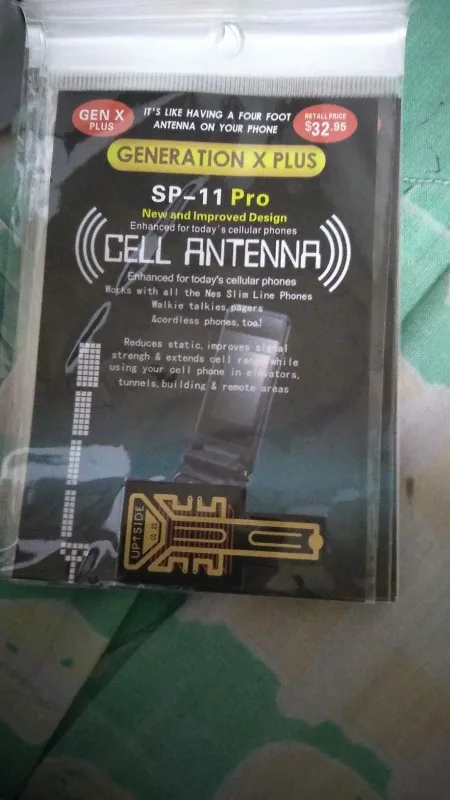 GEN X
PLUS
IT'S LIKE HAVING A FOUR FOOT
ANTENNA ON YOUR PHONE
RETALL PRICE
$32.95
GENERATION X PLUS
SP-11 Pro
New and Improved Design
Enhanced for today's cellular phones
CELL ANTENNA
Enhanced for today's cellular phones
Works with all the Nes Slim Line Phones
Walkie talkies, pagers
&cordless phones, too!
Reduces static, improves signal
strengh & extends cell range while
using your cell phone in elevators,
tunnels, building & remote areas
UPTSIDE